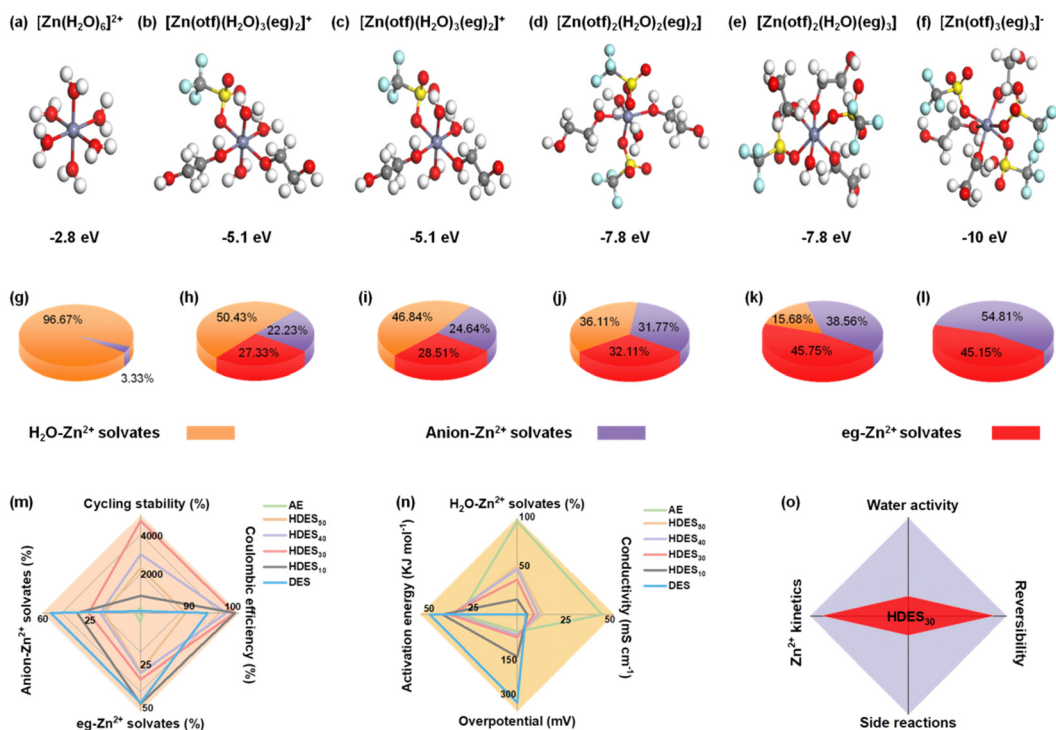 (a) [Zn(H₂O)₆]²⁺ (b) [Zn(otf)(H₂O)₃(eg)₂]⁺ (c) [Zn(otf)(H₂O)₃(eg)₂]⁺ (d) [Zn(otf)₂(H₂O)₂(eg)₂] (e) [Zn(otf)₂(H₂O)(eg)₃] (f) [Zn(otf)₃(eg)₃]⁻
-2.8 eV -5.1 eV -5.1 eV -7.8 eV -7.8 eV -10 eV
(g) (h) (i) (j) (k) (l)
96.67% 3.33%
50.43% 22.23% 27.33%
46.84% 24.64% 28.51%
36.11% 31.77% 32.11%
15.68% 38.56% 45.75%
54.81% 45.15%
H₂O-Zn²⁺ solvates Anion-Zn²⁺ solvates eg-Zn²⁺ solvates
(m) Cycling stability (%)
AE
HDES₅₀
HDES₄₀
HDES₃₀
HDES₁₀
DES
4000
2000
Anion-Zn²⁺ solvates (%)
60 25 90 100
Coulombic efficiency (%)
25
50
eg-Zn²⁺ solvates (%)
(n) H₂O-Zn²⁺ solvates (%)
AE
HDES₅₀
HDES₄₀
HDES₃₀
HDES₁₀
DES
100
50
Activation energy (KJ mol⁻¹)
50 25 25 50
Conductivity (mS cm⁻¹)
150
300
Overpotential (mV)
(o) Water activity
Zn²⁺ kinetics
HDES₃₀
Reversibility
Side reactions